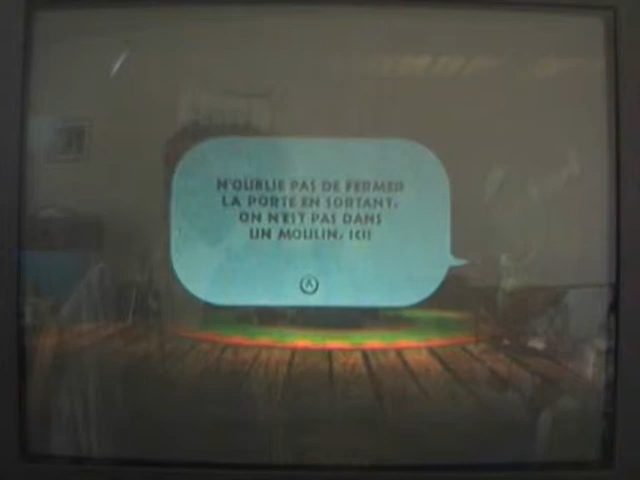 N'OUBLIE PAS DE FERMER
LA PORTE EN SORTANT.
ON N'EST PAS DANS
UN MOULIN, ICI!
A